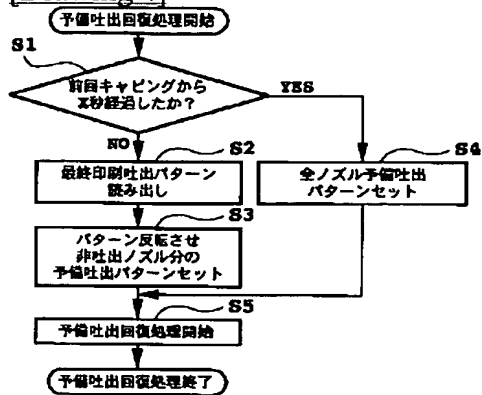 予備吐出回復処理開始
S1
前回キャッピングから
X秒経過したか？
YES
NO
S2
最終印刷吐出パターン
読み出し
S4
全ノズル予備吐出
パターンセット
S3
パターン反転させ
非吐出ノズル分の
予備吐出パターンセット
S5
予備吐出回復処理開始
予備吐出回復処理終了